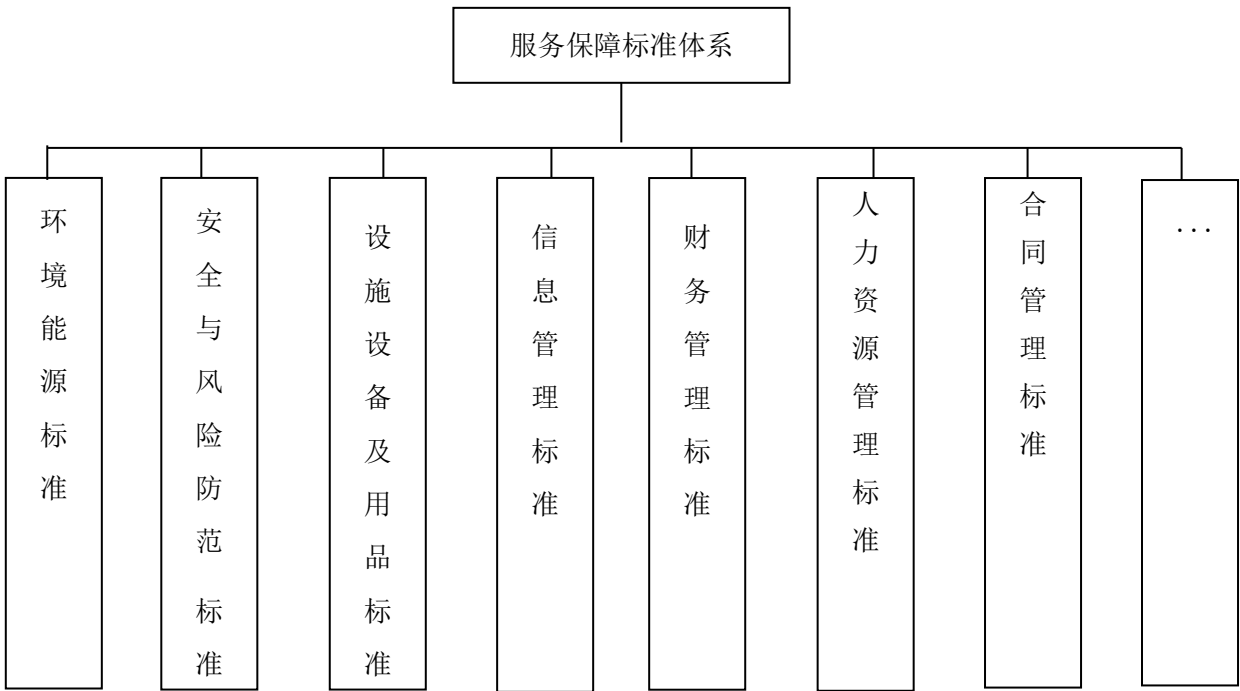 服务保障标准体系
环境能源标准
安全与风险防范 标准
设施设备及用品标准
信息管理标准
财务管理标准
人力资源管理标准
合同管理标准
...